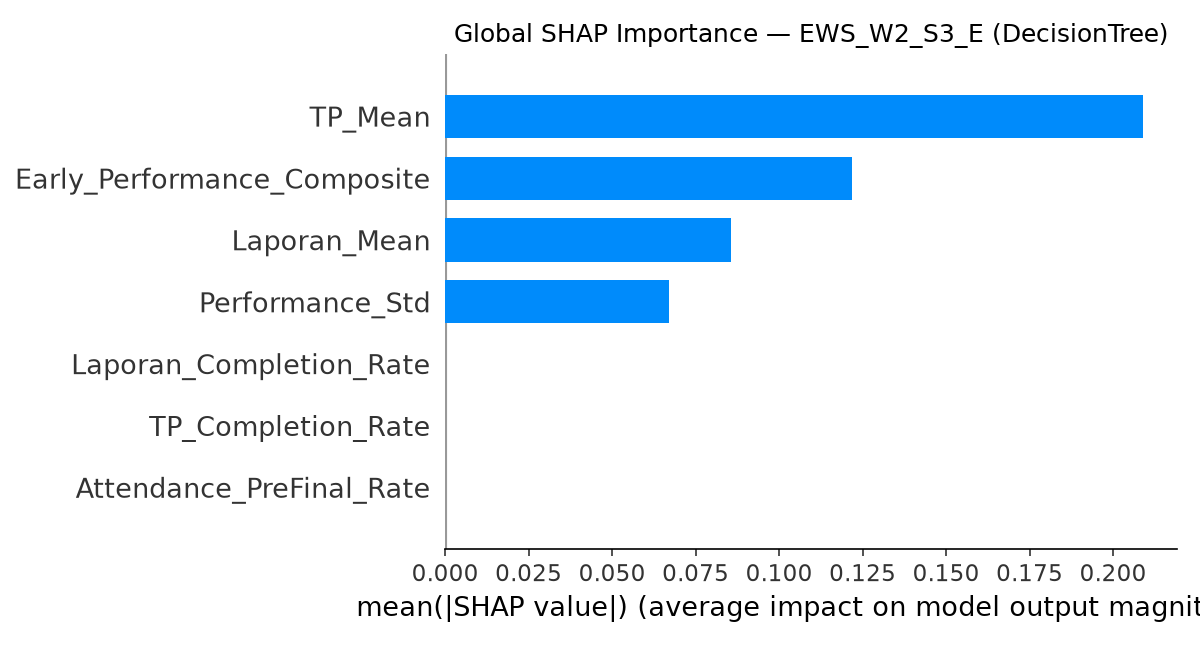 Global SHAP Importance — EWS_W2_S3_E (DecisionTree)
TP_Mean
Early_Performance_Composite
Laporan_Mean
Performance_Std
Laporan_Completion_Rate
TP_Completion_Rate
Attendance_PreFinal_Rate
0.000 0.025 0.050 0.075 0.100 0.125 0.150 0.175 0.200
mean(|SHAP value|) (average impact on model output magnit